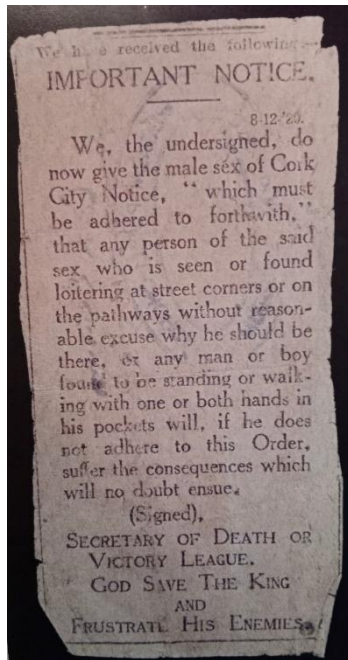 We have received the following:—
IMPORTANT NOTICE.
8-12-'20.
We, the undersigned, do
now give the male sex of Cork
City Notice, "which must
be adhered to forthwith,"
that any person of the said
sex who is seen or found
loitering at street corners or on
the pathways without reason-
able excuse why he should be
there, or any man or boy
found to be standing or walk-
ing with one or both hands in
his pockets will, if he does
not adhere to this Order,
suffer the consequences which
will no doubt ensue.
(Signed),
SECRETARY OF DEATH OR
VICTORY LEAGUE.
GOD SAVE THE KING
AND
FRUSTRATE HIS ENEMIES.